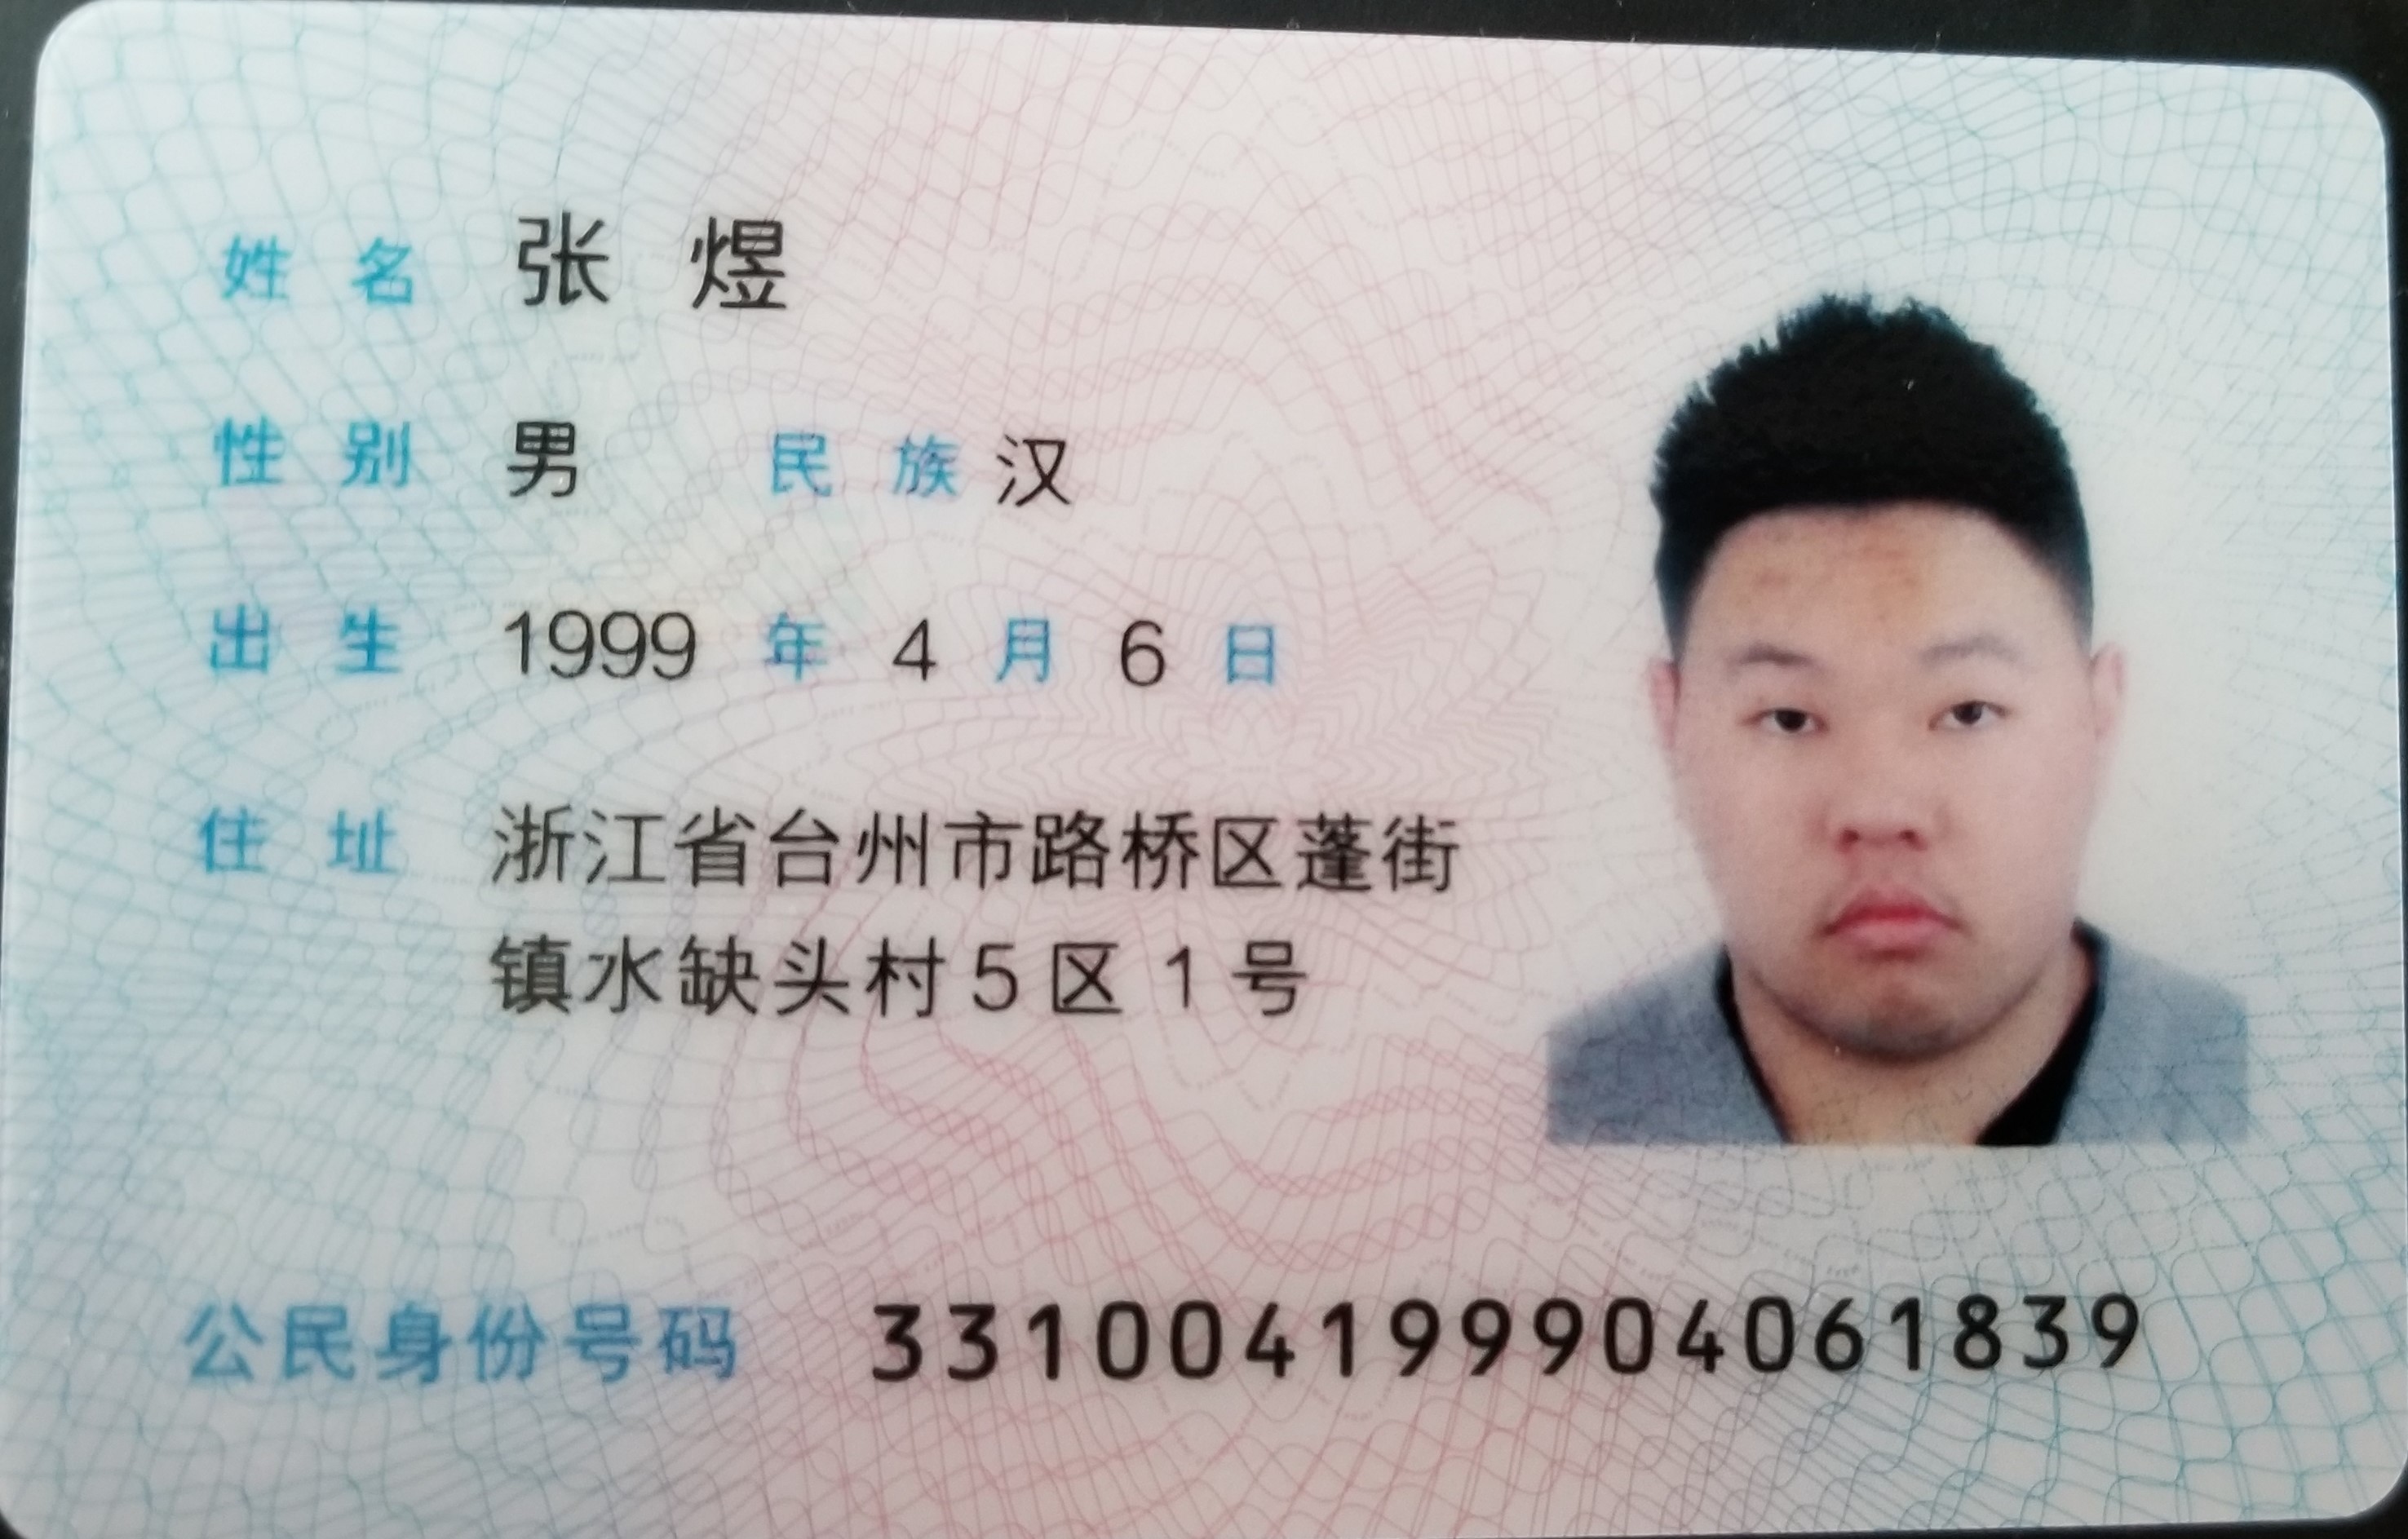 姓名 张煜
性别 男 民族 汉
出生 1999 年 4 月 6 日
住址 浙江省台州市路桥区蓬街
镇水缺头村5区1号
公民身份号码 331004199904061839